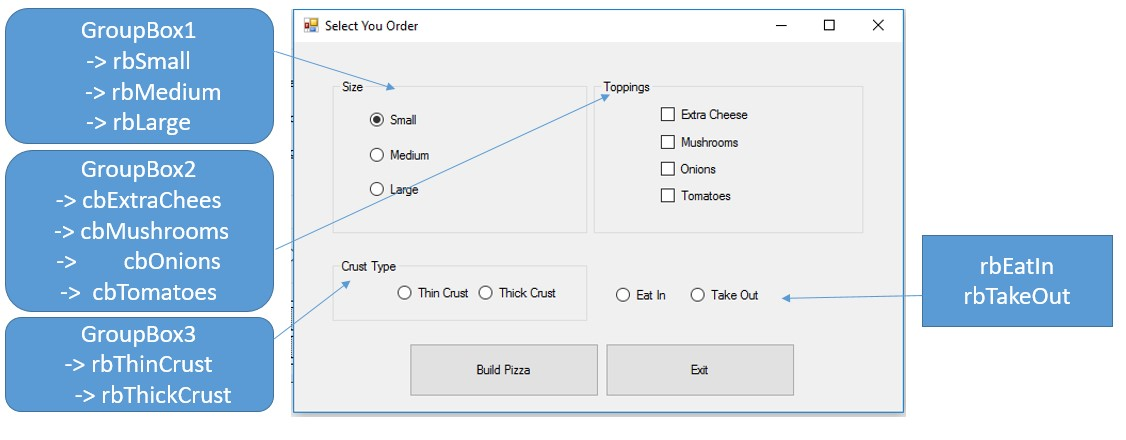 GroupBox1
-> rbSmall
-> rbMedium
-> rbLarge
GroupBox2
-> cbExtraChees
-> cbMushrooms
-> cbOnions
-> cbTomatoes
GroupBox3
-> rbThinCrust
-> rbThickCrust
Select You Order
Size
Small
Medium
Large
Toppings
Extra Cheese
Mushrooms
Onions
Tomatoes
Crust Type
Thin Crust Thick Crust
Eat In Take Out
Build Pizza
Exit
rbEatIn
rbTakeOut